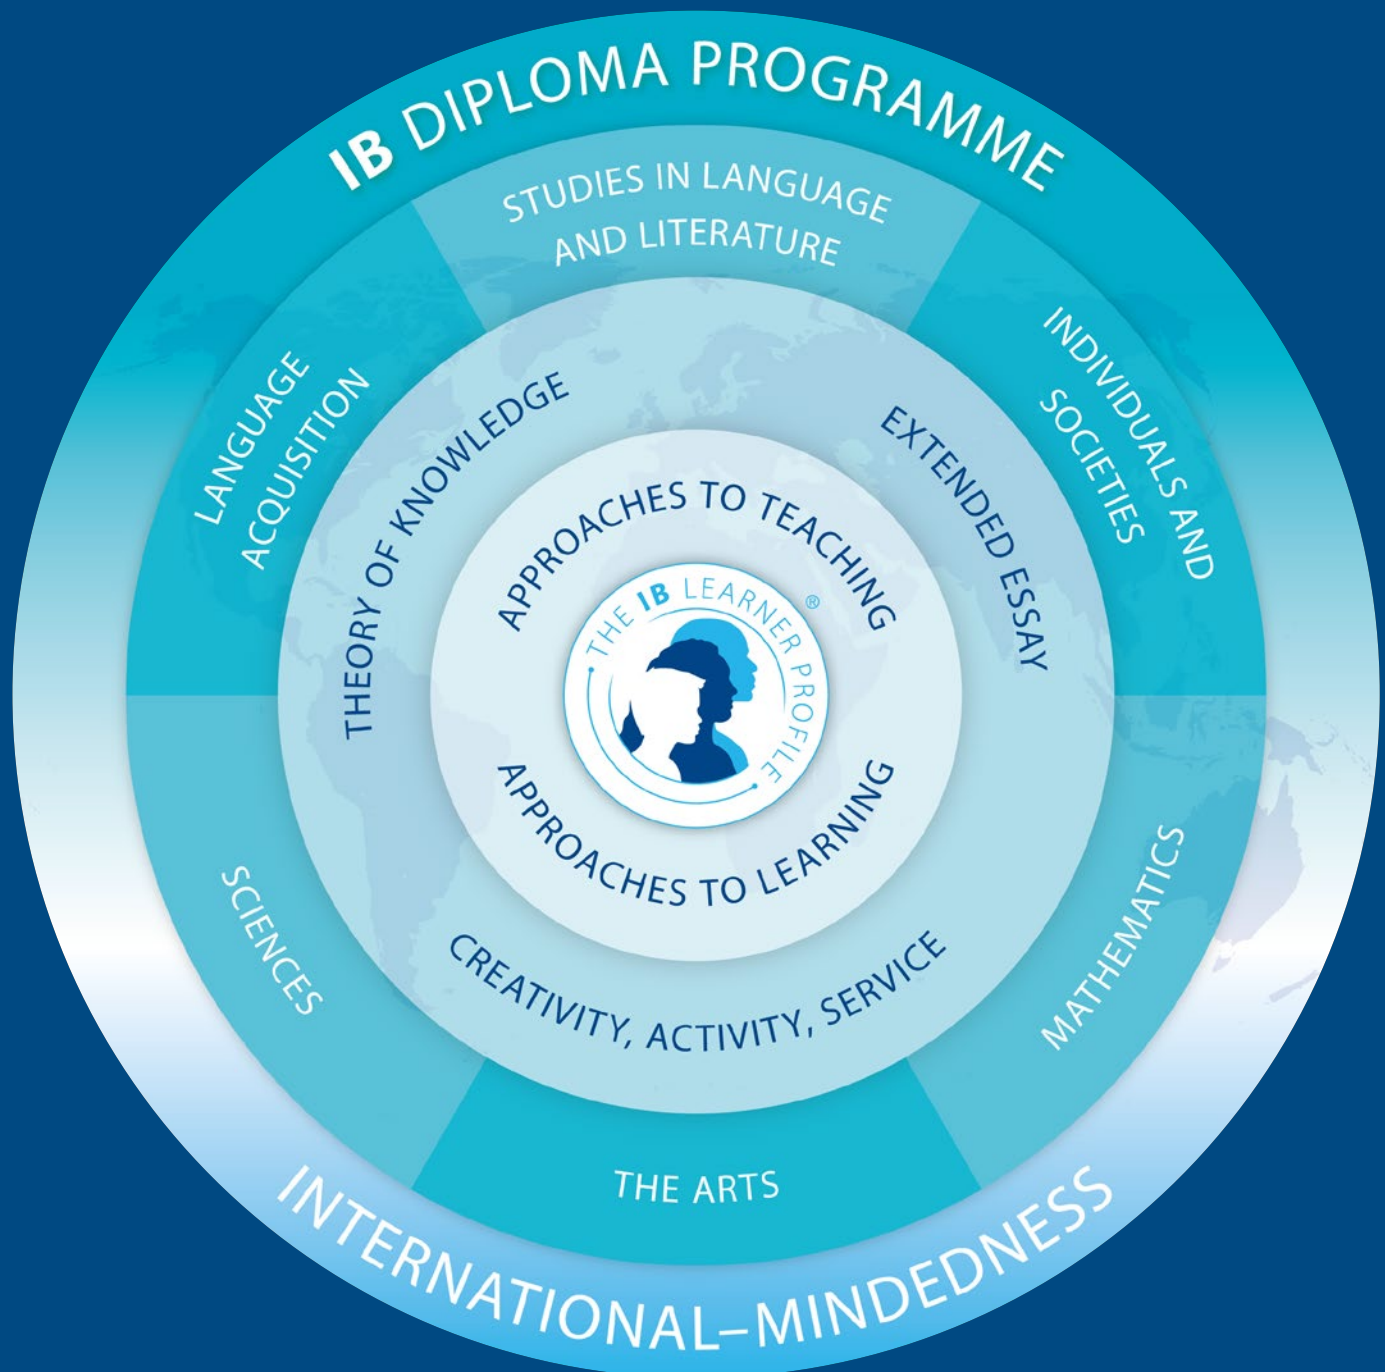 IB DIPLOMA PROGRAMME
STUDIES IN LANGUAGE
AND LITERATURE
LANGUAGE
ACQUISITION
INDIVIDUALS AND
SOCIETIES
THEORY OF KNOWLEDGE
EXTENDED ESSAY
APPROACHES TO TEACHING
THE IB LEARNER PROFILE
®
APPROACHES TO LEARNING
CREATIVITY, ACTIVITY, SERVICE
SCIENCES
MATHEMATICS
THE ARTS
INTERNATIONAL–MINDEDNESS